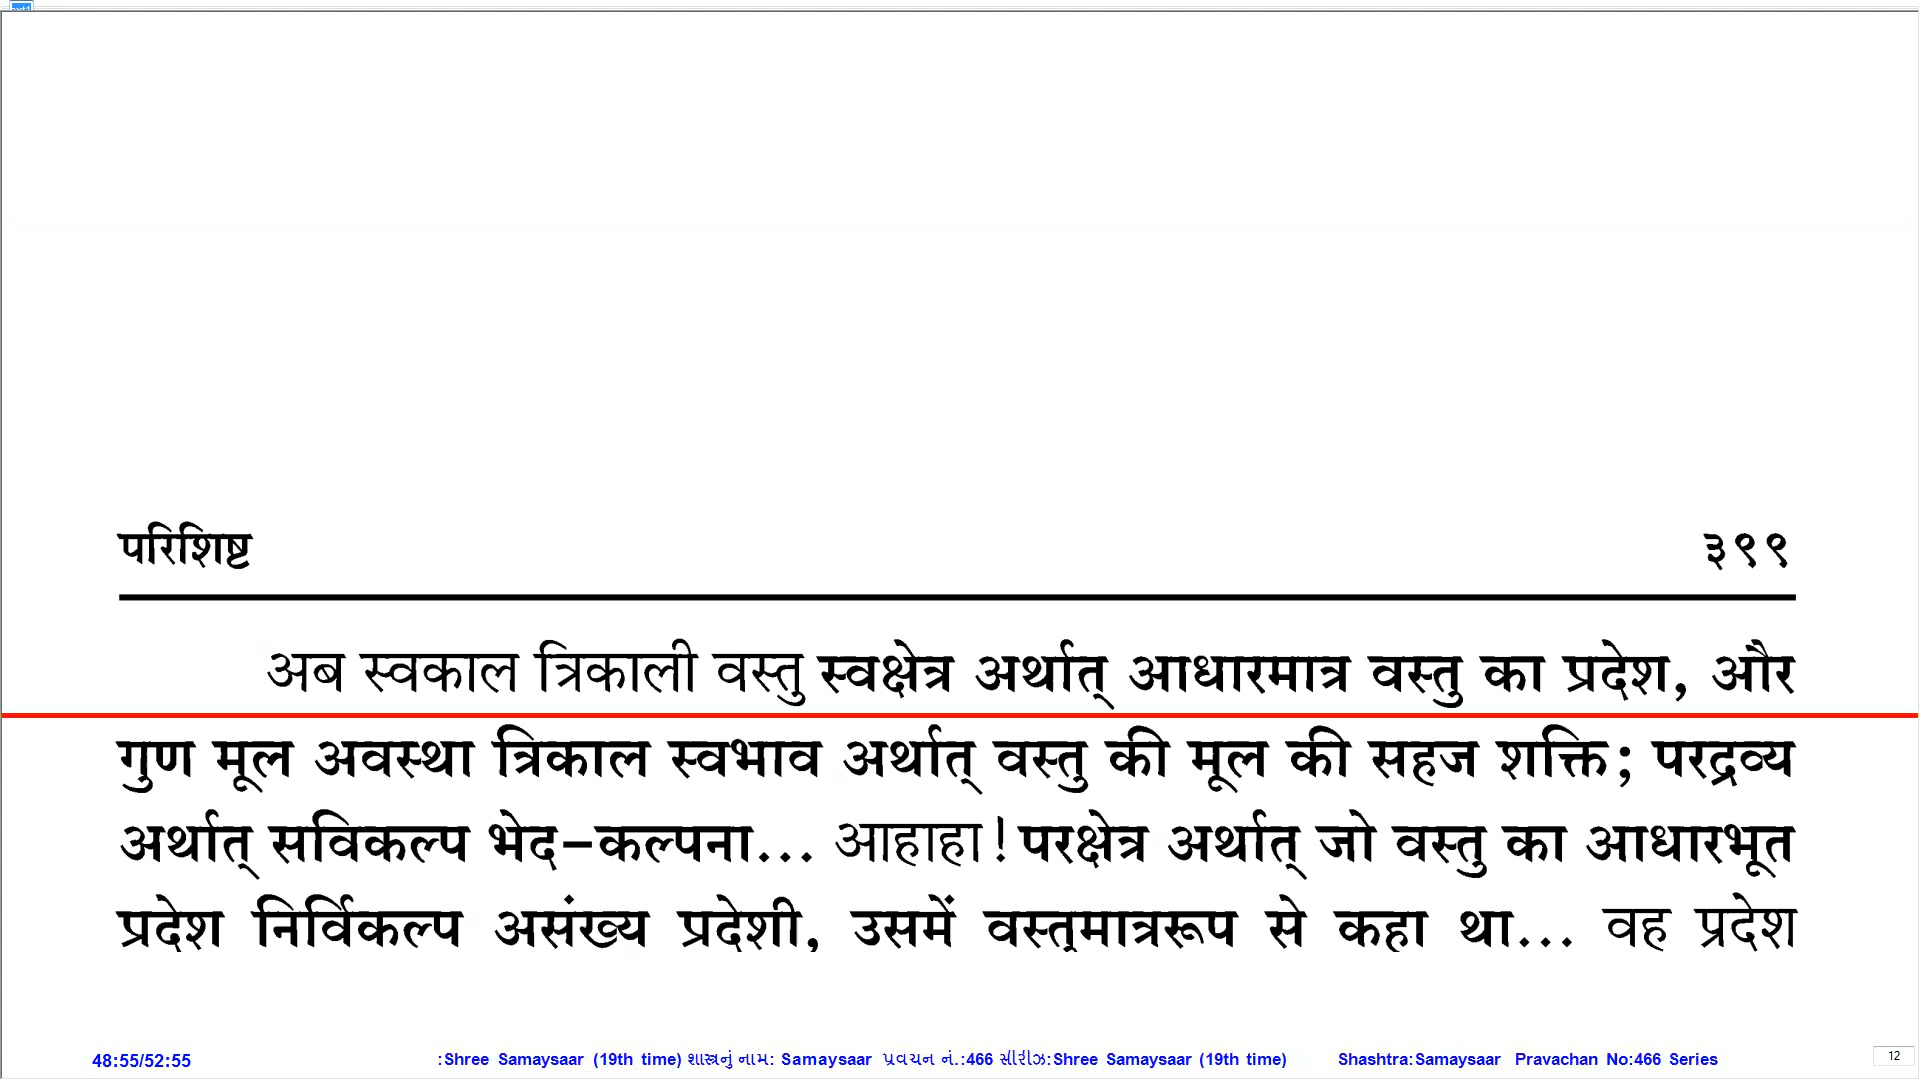 परिशिष्ट ३९९
अब स्वकाल त्रिकाली वस्तु स्वक्षेत्र अर्थात् आधारमात्र वस्तु का प्रदेश, और
गुण मूल अवस्था त्रिकाल स्वभाव अर्थात् वस्तु की मूल की सहज शक्ति; परद्रव्य
अर्थात् सविकल्प भेद-कल्पना... आहाहा! परक्षेत्र अर्थात् जो वस्तु का आधारभूत
प्रदेश निर्विकल्प असंख्य प्रदेशी, उसमें वस्तुमात्ररूप से कहा था... वह प्रदेश
48:55/52:55 :Shree Samaysaar (19th time) શાસ્ત્રનું નામ: Samaysaar પ્રવચન નં.:466 સીરીઝ:Shree Samaysaar (19th time) Shashtra:Samaysaar Pravachan No:466 Series 12